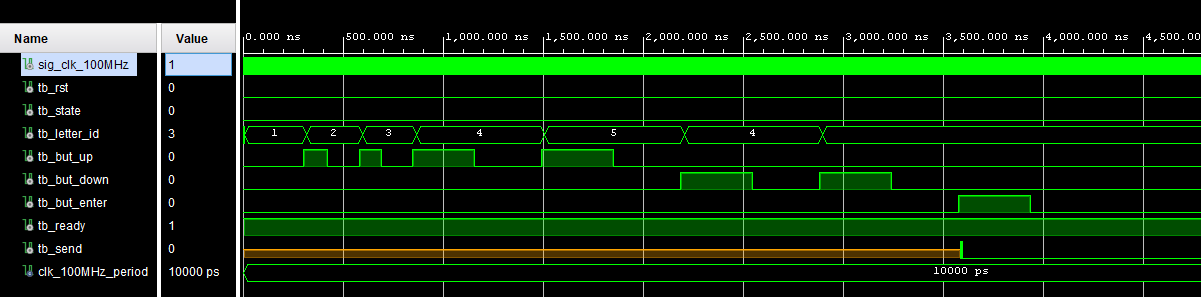 Name Value
0.000 ns 500.000 ns 1,000.000 ns 1,500.000 ns 2,000.000 ns 2,500.000 ns 3,000.000 ns 3,500.000 ns 4,000.000 ns 4,500.00
sig_clk_100MHz 1
tb_rst 0
tb_state 0
tb_letter_id 3 1 2 3 4 5 4
tb_but_up 0
tb_but_down 0
tb_but_enter 0
tb_ready 1
tb_send 0
clk_100MHz_period 10000 ps 10000 ps